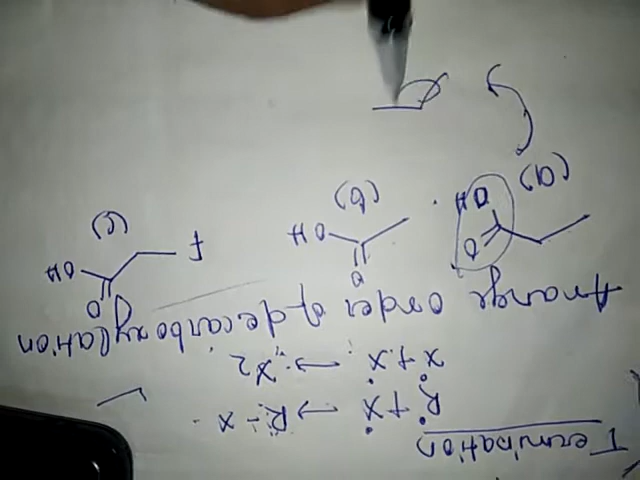 Termination
R• + X• → R–X
X• + X• → X2
Arrange order of decarboxylation
O OH O OH O OH F
(a) (b) (c)